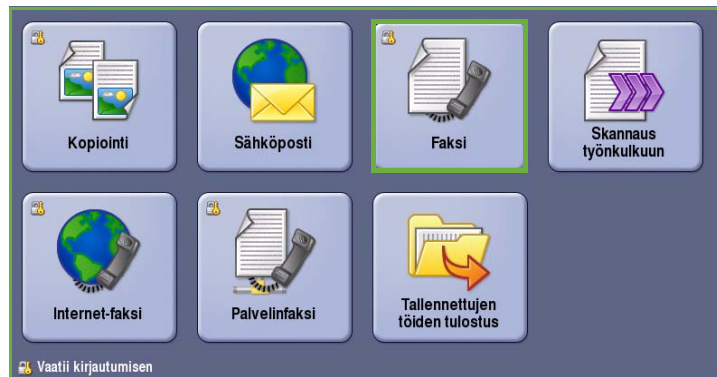 Kopiointi
Sähköposti
Faksi
Skannaus
työnkulkuun
Internet-faksi
Palvelinfaksi
Tallennettujen
töiden tulostus
Vaatii kirjautumisen